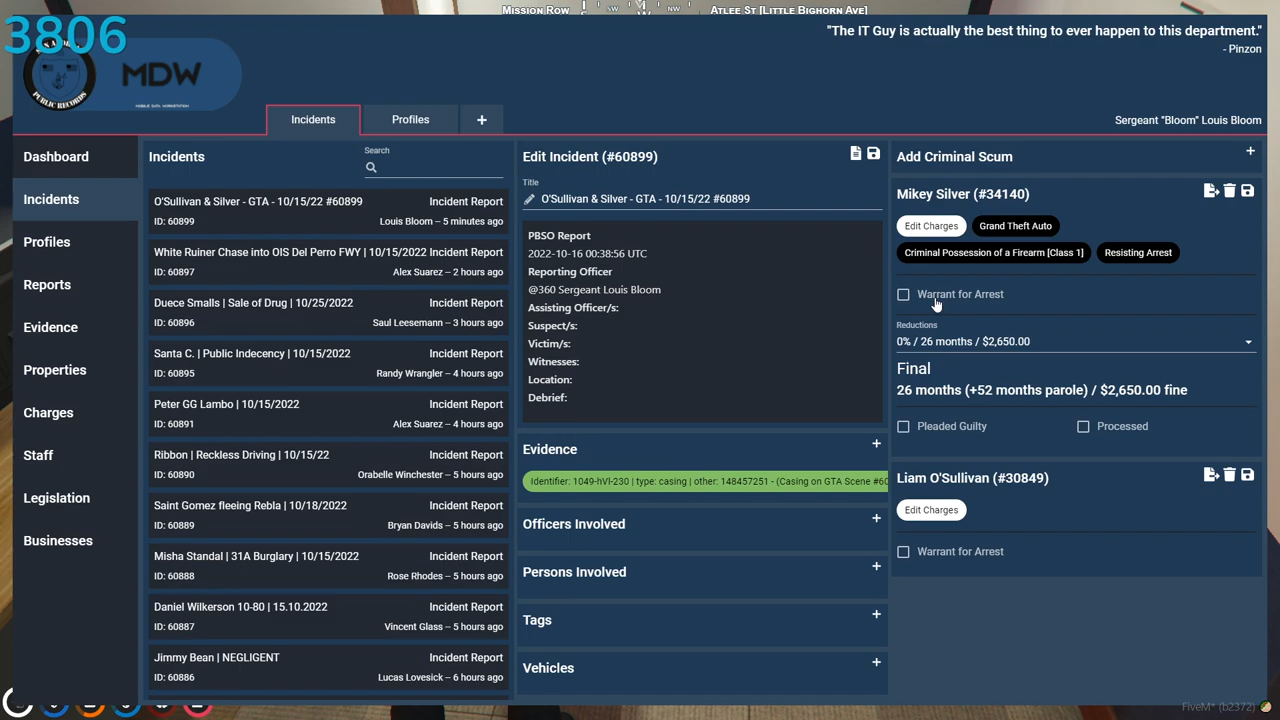 Mission Row
SW
NW
Atlee St [Little Bighorn Ave]
3806
PUBLIC RECORDS
MDW
MOBILE DATA WORKSTATION
"The IT Guy is actually the best thing to ever happen to this department."
- Pinzon
Incidents
Profiles
+
Sergeant "Bloom" Louis Bloom
Dashboard
Incidents
Profiles
Reports
Evidence
Properties
Charges
Staff
Legislation
Businesses
Incidents
Search
O'Sullivan & Silver - GTA - 10/15/22 #60899 Incident Report
ID: 60899 Louis Bloom – 5 minutes ago
White Ruiner Chase into OIS Del Perro FWY | 10/15/2022 Incident Report
ID: 60897 Alex Suarez – 2 hours ago
Duece Smalls | Sale of Drug | 10/25/2022 Incident Report
ID: 60896 Saul Leesemann – 3 hours ago
Santa C. | Public Indecency | 10/15/2022 Incident Report
ID: 60895 Randy Wrangler – 4 hours ago
Peter GG Lambo | 10/15/2022 Incident Report
ID: 60891 Alex Suarez – 4 hours ago
Ribbon | Reckless Driving | 10/15/22 Incident Report
ID: 60890 Orabelle Winchester – 5 hours ago
Saint Gomez fleeing Rebla | 10/18/2022 Incident Report
ID: 60889 Bryan Davids – 5 hours ago
Misha Standal | 31A Burglary | 10/15/2022 Incident Report
ID: 60888 Rose Rhodes – 5 hours ago
Daniel Wilkerson 10-80 | 15.10.2022 Incident Report
ID: 60887 Vincent Glass – 5 hours ago
Jimmy Bean | NEGLIGENT Incident Report
ID: 60886 Lucas Lovesick – 6 hours ago
Edit Incident (#60899)
Title
O'Sullivan & Silver - GTA - 10/15/22 #60899
PBSO Report
2022-10-16 00:38:56 UTC
Reporting Officer
@360 Sergeant Louis Bloom
Assisting Officer/s:
Suspect/s:
Victim/s:
Witnesses:
Location:
Debrief:
Evidence
+
Identifier: 1049-hVl-230 | type: casing | other: 148457251 - (Casing on GTA Scene #60
Officers Involved
+
Persons Involved
+
Tags
+
Vehicles
+
Add Criminal Scum
+
Mikey Silver (#34140)
Edit Charges
Grand Theft Auto
Criminal Possession of a Firearm [Class 1]
Resisting Arrest
Warrant for Arrest
Reductions
0% / 26 months / $2,650.00
Final
26 months (+52 months parole) / $2,650.00 fine
Pleaded Guilty
Processed
Liam O'Sullivan (#30849)
Edit Charges
Warrant for Arrest
FiveM* (b2372)